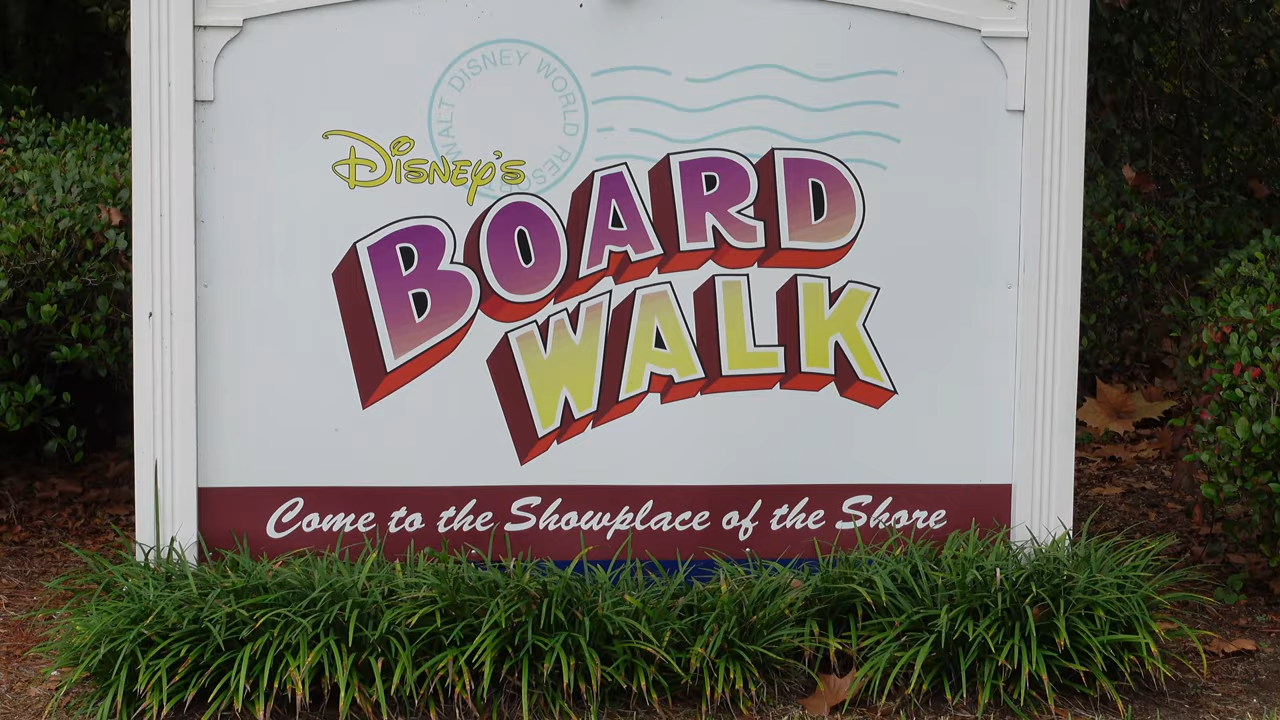 WALT DISNEY WORLD RESORT
DISNEY'S
BOARD
WALK
Come to the Showplace of the Shore